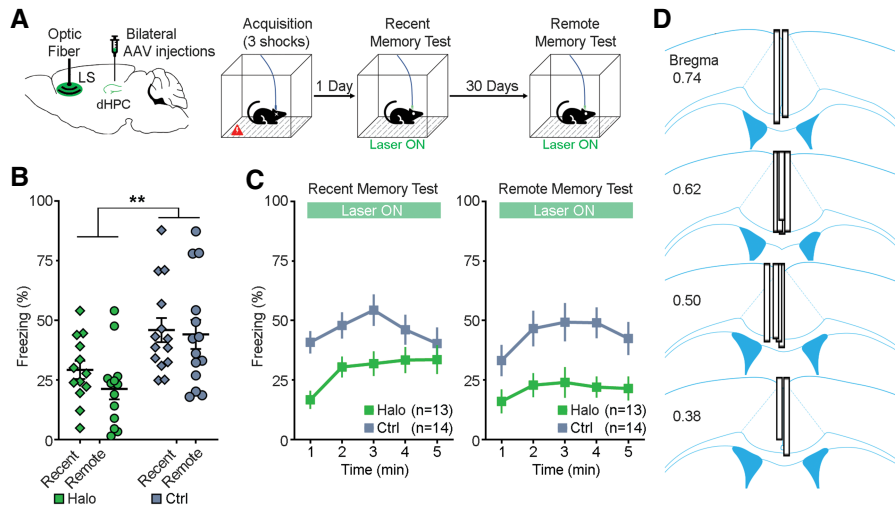 A
Optic
Fiber
Bilateral
AAV injections
LS
dHPC
Acquisition
(3 shocks)
1 Day
Recent
Memory Test
Laser ON
30 Days
Remote
Memory Test
Laser ON
B
**
100
75
50
25
0
Freezing (%)
Recent
Remote
Recent
Remote
Halo
Ctrl
C
Recent Memory Test
Laser ON
100
75
50
25
0
Freezing (%)
Halo (n=13)
Ctrl (n=14)
1 2 3 4 5
Time (min)
Remote Memory Test
Laser ON
100
75
50
25
0
Halo (n=13)
Ctrl (n=14)
1 2 3 4 5
Time (min)
D
Bregma
0.74
0.62
0.50
0.38